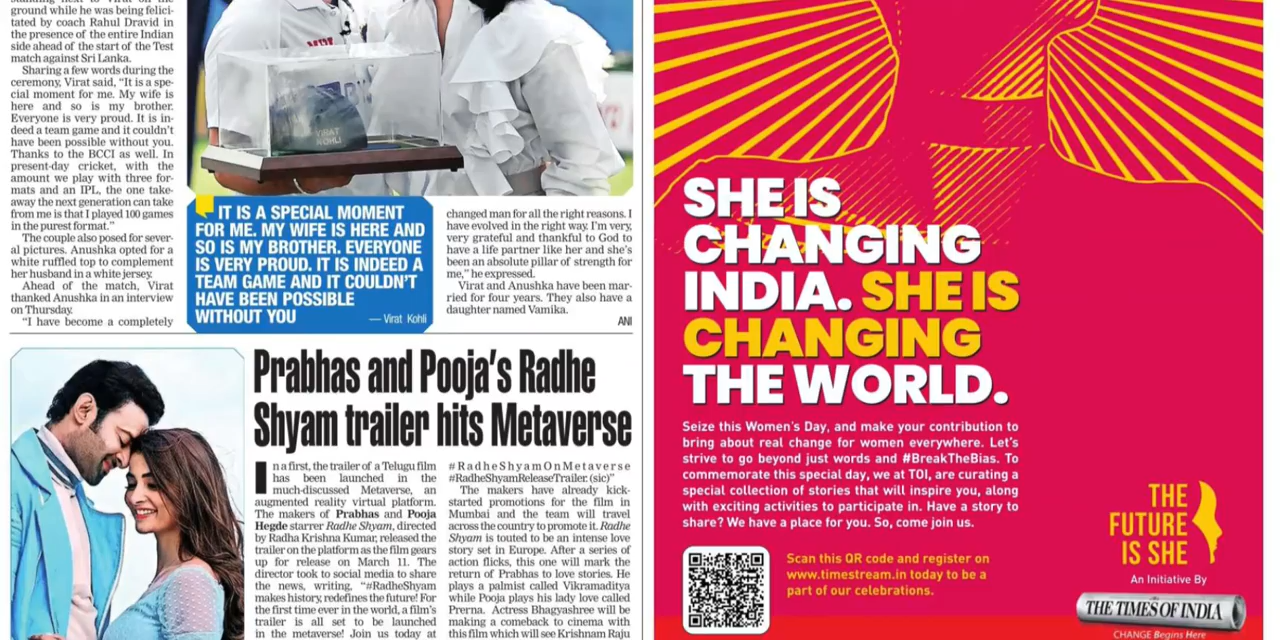 standing next to Virat on the
ground while he was being felici-
tated by coach Rahul Dravid in
the presence of the entire Indian
side ahead of the start of the Test
match against Sri Lanka.
Sharing a few words during the
ceremony, Virat said, “It is a spe-
cial moment for me. My wife is
here and so is my brother.
Everyone is very proud. It is in-
deed a team game and it couldn’t
have been possible without you.
Thanks to the BCCI as well. In
present-day cricket, with the
amount we play with three for-
mats and an IPL, the one take-
away the next generation can take
from me is that I played 100 games
in the purest format.”
The couple also posed for sever-
al pictures. Anushka opted for a
white ruffled top to complement
her husband in a white jersey.
Ahead of the match, Virat
thanked Anushka in an interview
on Thursday.
“I have become a completely
VIRAT
KOHLI
IT IS A SPECIAL MOMENT
FOR ME. MY WIFE IS HERE AND
SO IS MY BROTHER. EVERYONE
IS VERY PROUD. IT IS INDEED A
TEAM GAME AND IT COULDN’T
HAVE BEEN POSSIBLE
WITHOUT YOU
— Virat Kohli
changed man for all the right reasons. I
have evolved in the right way. I’m very,
very grateful and thankful to God to
have a life partner like her and she’s
been an absolute pillar of strength for
me,” he expressed.
Virat and Anushka have been mar-
ried for four years. They also have a
daughter named Vamika.
ANI
Prabhas and Pooja’s Radhe
Shyam trailer hits Metaverse
In a first, the trailer of a Telugu film
has been launched in the
much-discussed Metaverse, an
augmented reality virtual platform.
The makers of Prabhas and Pooja
Hegde starrer Radhe Shyam, directed
by Radha Krishna Kumar, released the
trailer on the platform as the film gears
up for release on March 11. The
director took to social media to share
the news, writing, “#RadheShyam
makes history, redefines the future! For
the first time ever in the world, a film’s
trailer is all set to be launched
in the metaverse! Join us today at
#RadheShyamOnMetaverse
#RadheShyamReleaseTrailer. (sic)”
The makers have already kick-
started promotions for the film in
Mumbai and the team will travel
across the country to promote it. Radhe
Shyam is touted to be an intense love
story set in Europe. After a series of
action flicks, this one will mark the
return of Prabhas to love stories. He
plays a palmist called Vikramaditya
while Pooja plays his lady love called
Prerna. Actress Bhagyashree will be
making a comeback to cinema with
this film which will see Krishnam Raju
SHE IS
CHANGING
INDIA. SHE IS
CHANGING
THE WORLD.
Seize this Women’s Day, and make your contribution to
bring about real change for women everywhere. Let’s
strive to go beyond just words and #BreakTheBias. To
commemorate this special day, we at TOI, are curating a
special collection of stories that will inspire you, along
with exciting activities to participate in. Have a story to
share? We have a place for you. So, come join us.
Scan this QR code and register on
www.timestream.in today to be a
part of our celebrations.
THE
FUTURE
IS SHE
An Initiative By
THE TIMES OF INDIA
CHANGE Begins Here